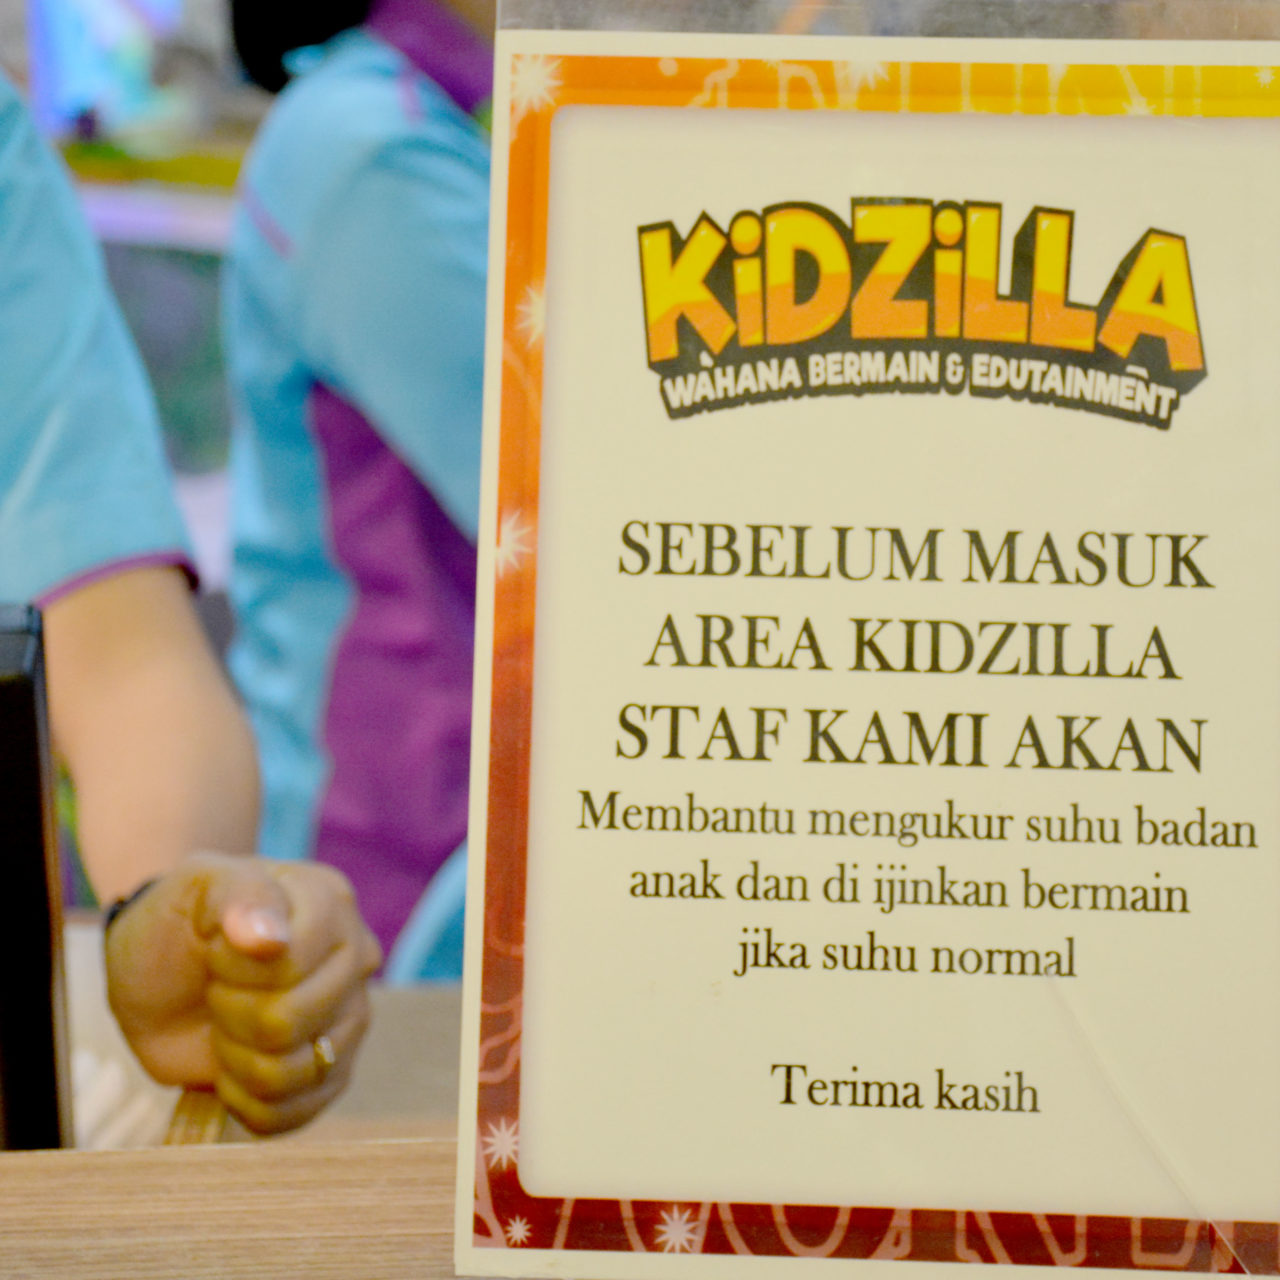 KiDZiLLA
WAHANA BERMAIN & EDUTAINMENT
SEBELUM MASUK
AREA KIDZILLA
STAF KAMI AKAN
Membantu mengukur suhu badan
anak dan di ijinkan bermain
jika suhu normal
Terima kasih